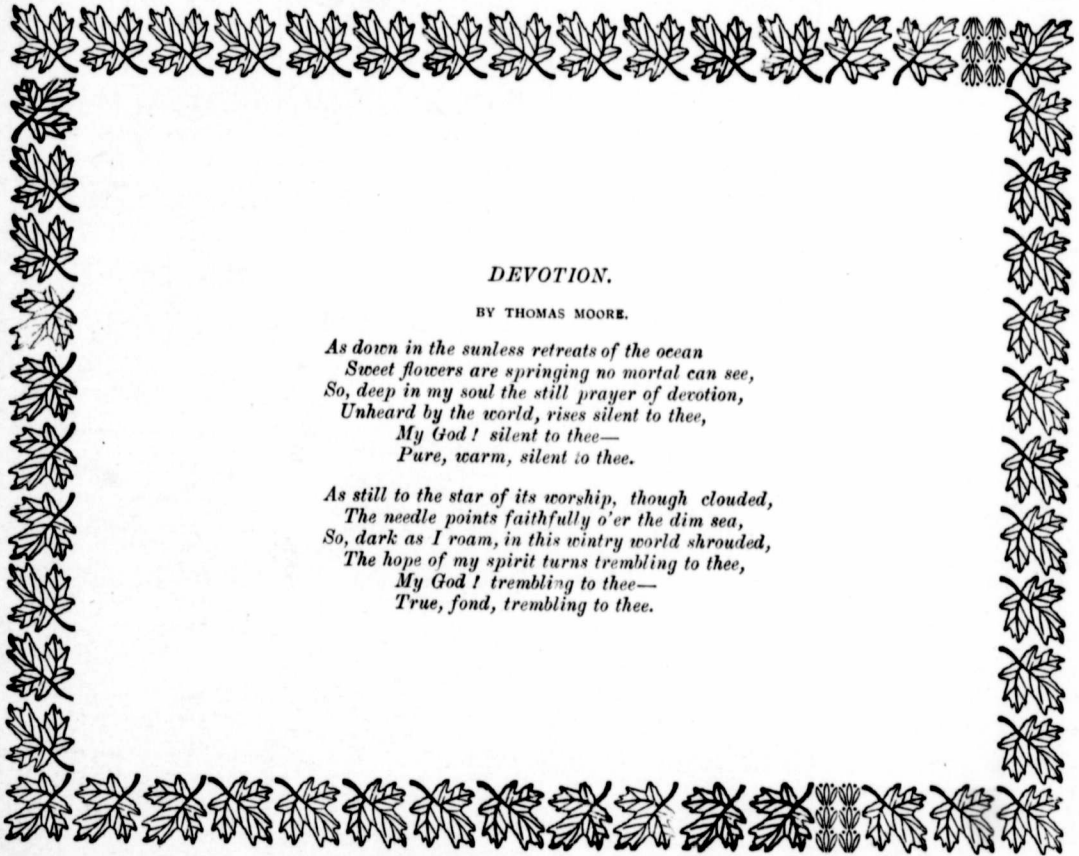 DEVOTION.
BY THOMAS MOORE.
As down in the sunless retreats of the ocean
Sweet flowers are springing no mortal can see,
So, deep in my soul the still prayer of devotion,
Unheard by the world, rises silent to thee,
My God! silent to thee—
Pure, warm, silent to thee.
As still to the star of its worship, though clouded,
The needle points faithfully o'er the dim sea,
So, dark as I roam, in this wintry world shrouded,
The hope of my spirit turns trembling to thee,
My God! trembling to thee—
True, fond, trembling to thee.